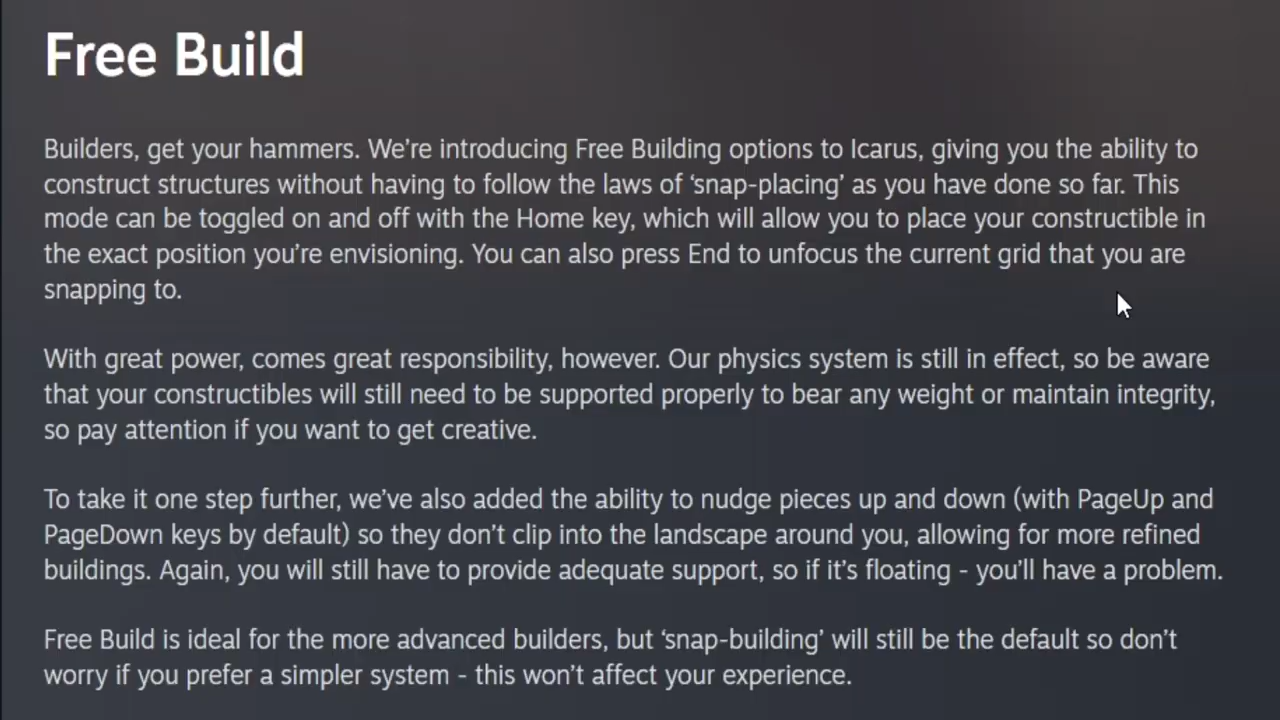 Free Build
Builders, get your hammers. We’re introducing Free Building options to Icarus, giving you the ability to
construct structures without having to follow the laws of ‘snap-placing’ as you have done so far. This
mode can be toggled on and off with the Home key, which will allow you to place your constructible in
the exact position you’re envisioning. You can also press End to unfocus the current grid that you are
snapping to.
With great power, comes great responsibility, however. Our physics system is still in effect, so be aware
that your constructibles will still need to be supported properly to bear any weight or maintain integrity,
so pay attention if you want to get creative.
To take it one step further, we’ve also added the ability to nudge pieces up and down (with PageUp and
PageDown keys by default) so they don’t clip into the landscape around you, allowing for more refined
buildings. Again, you will still have to provide adequate support, so if it’s floating - you’ll have a problem.
Free Build is ideal for the more advanced builders, but ‘snap-building’ will still be the default so don’t
worry if you prefer a simpler system - this won’t affect your experience.